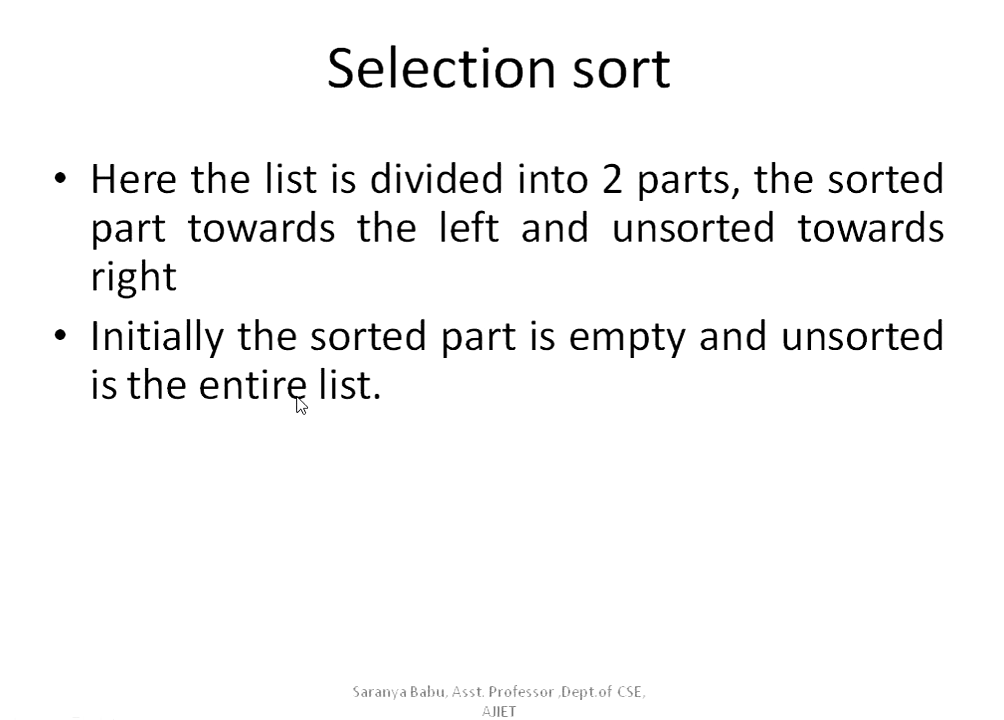 Selection sort
• Here the list is divided into 2 parts, the sorted
part towards the left and unsorted towards
right
• Initially the sorted part is empty and unsorted
is the entire list.
Saranya Babu, Asst. Professor ,Dept.of CSE,
AJIET